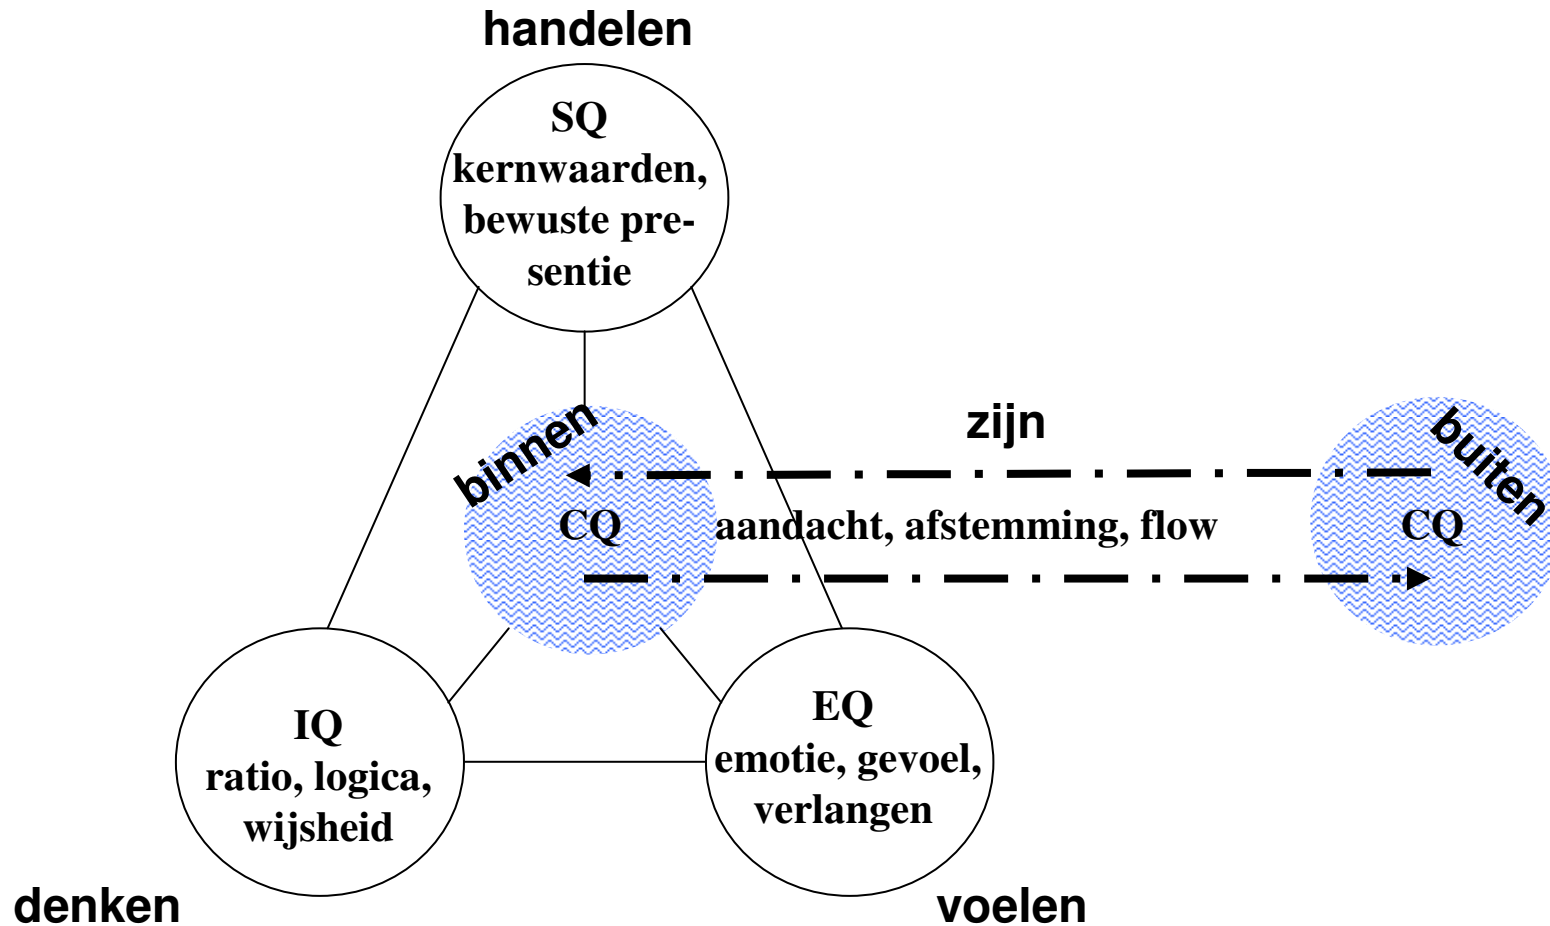 handelen
SQ
kernwaarden,
bewuste pre-
sentie
binnen
zijn
buiten
CQ
aandacht, afstemming, flow
CQ
IQ
ratio, logica,
wijsheid
EQ
emotie, gevoel,
verlangen
denken
voelen